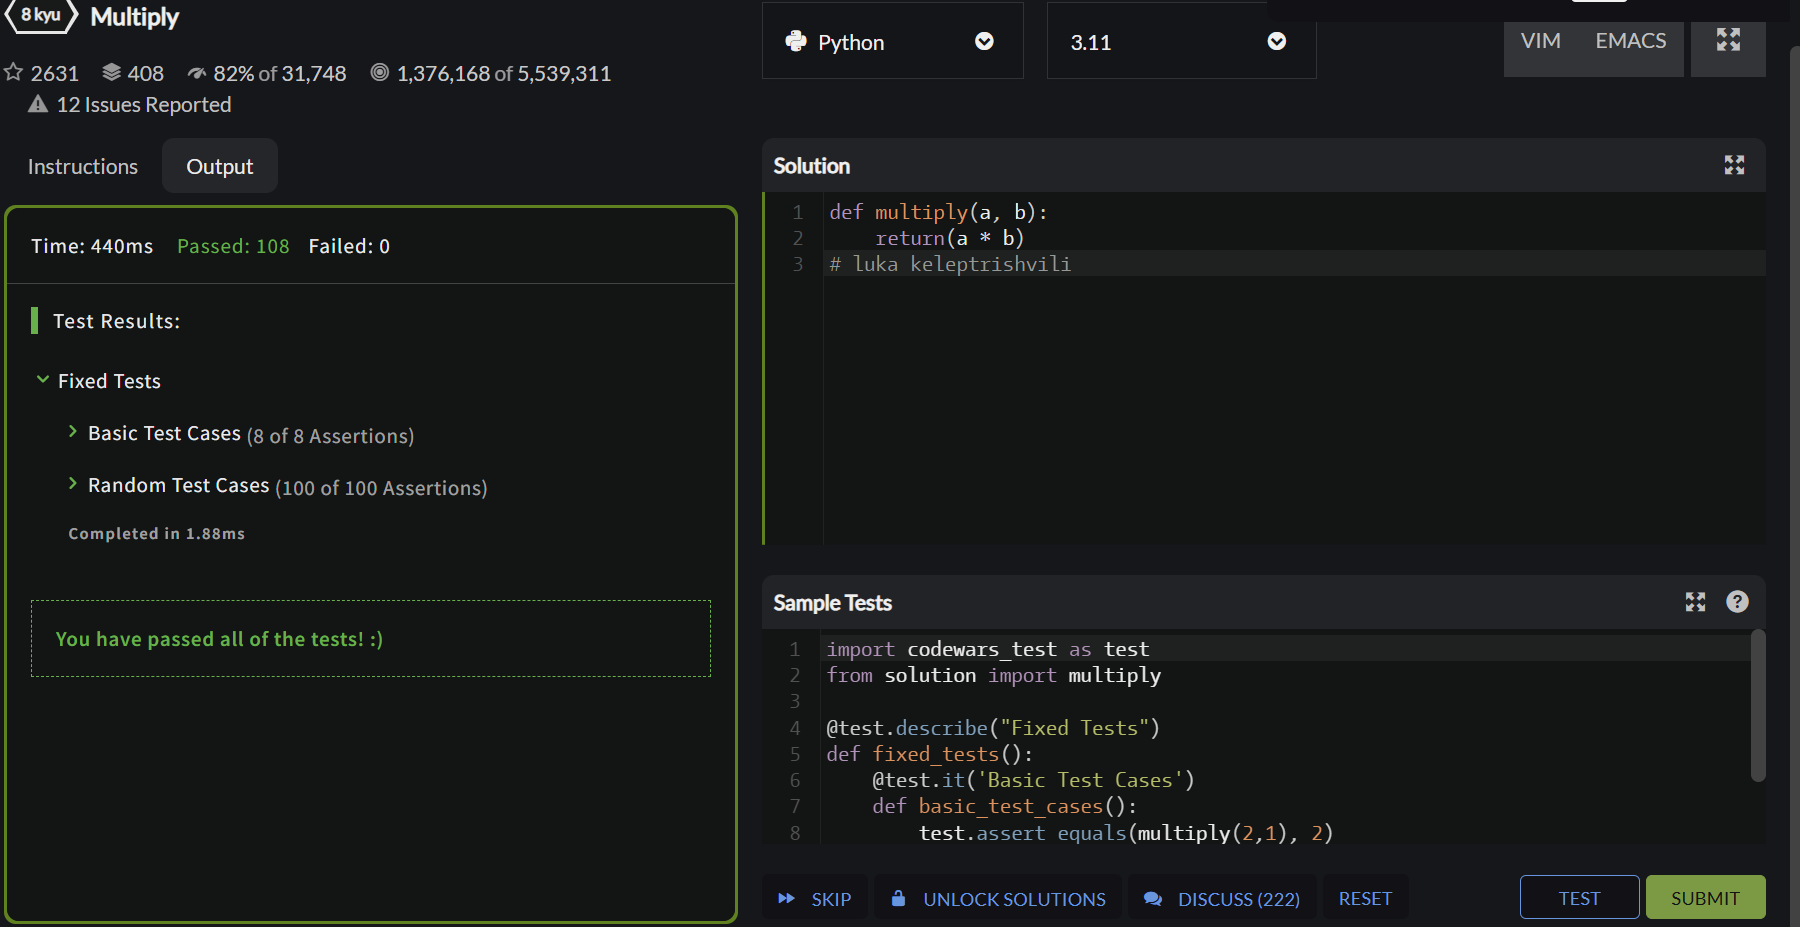 8 kyu Multiply
2631 408 82% of 31,748 1,376,168 of 5,539,311
12 Issues Reported
Instructions Output
Time: 440ms Passed: 108 Failed: 0
Test Results:
Fixed Tests
Basic Test Cases (8 of 8 Assertions)
Random Test Cases (100 of 100 Assertions)
Completed in 1.88ms
You have passed all of the tests! :)
Python 3.11 VIM EMACS
Solution
1 def multiply(a, b):
2     return(a * b)
3 # luka keleptrishvili
Sample Tests ?
1 import codewars_test as test
2 from solution import multiply
3
4 @test.describe("Fixed Tests")
5 def fixed_tests():
6     @test.it('Basic Test Cases')
7     def basic_test_cases():
8         test.assert_equals(multiply(2,1), 2)
SKIP UNLOCK SOLUTIONS DISCUSS (222) RESET TEST SUBMIT